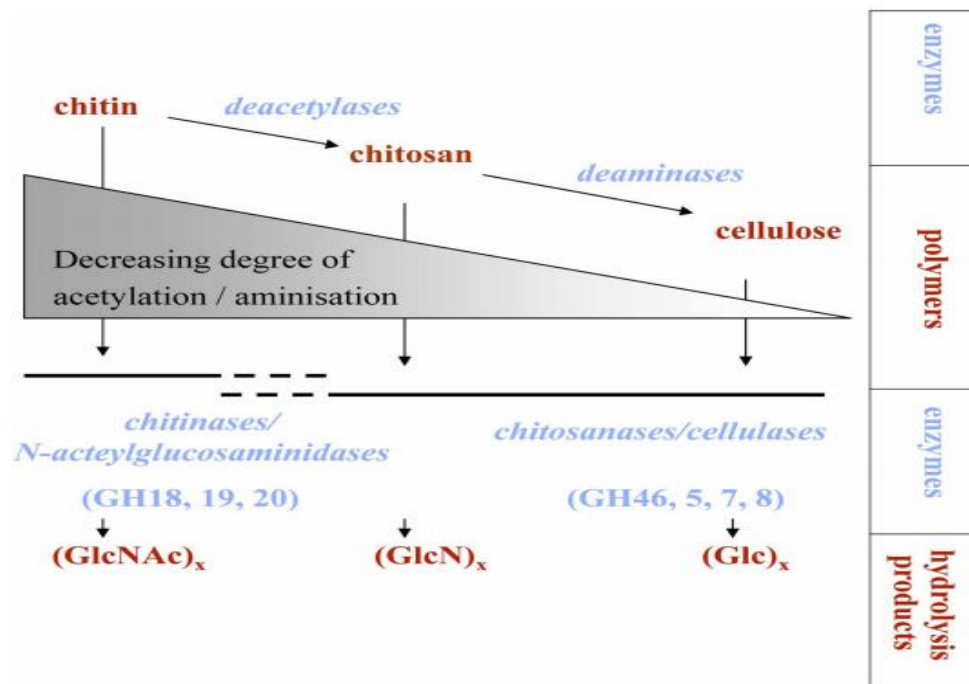 enzymes
chitin
deacetylases
chitosan
deaminases
cellulose
polymers
Decreasing degree of
acetylation / aminisation
chitinases/
N-acteylglucosaminidases
chitosanases/cellulases
enzymes
(GH18, 19, 20)
(GH46, 5, 7, 8)
(GlcNAc)x
(GlcN)x
(Glc)x
hydrolysis
products